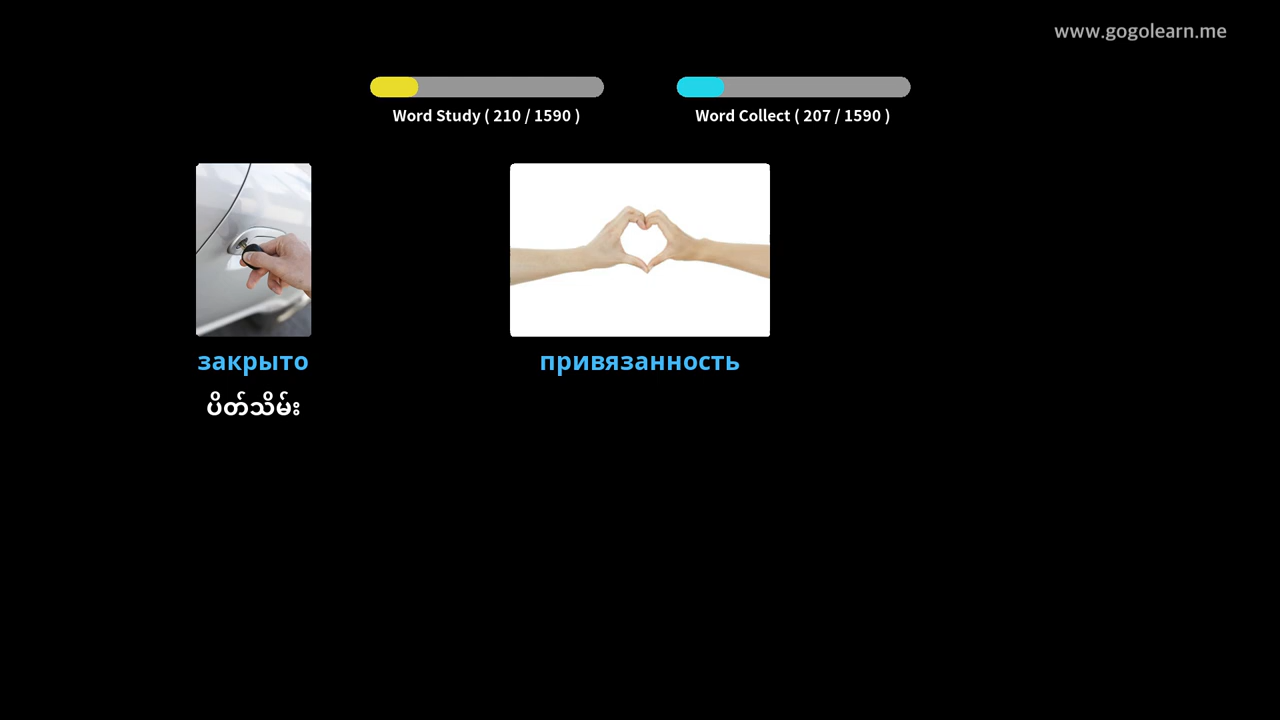 www.gogolearn.me
Word Study ( 210 / 1590 )
Word Collect ( 207 / 1590 )
закрыто
привязанность
ပိတ်သိမ်း